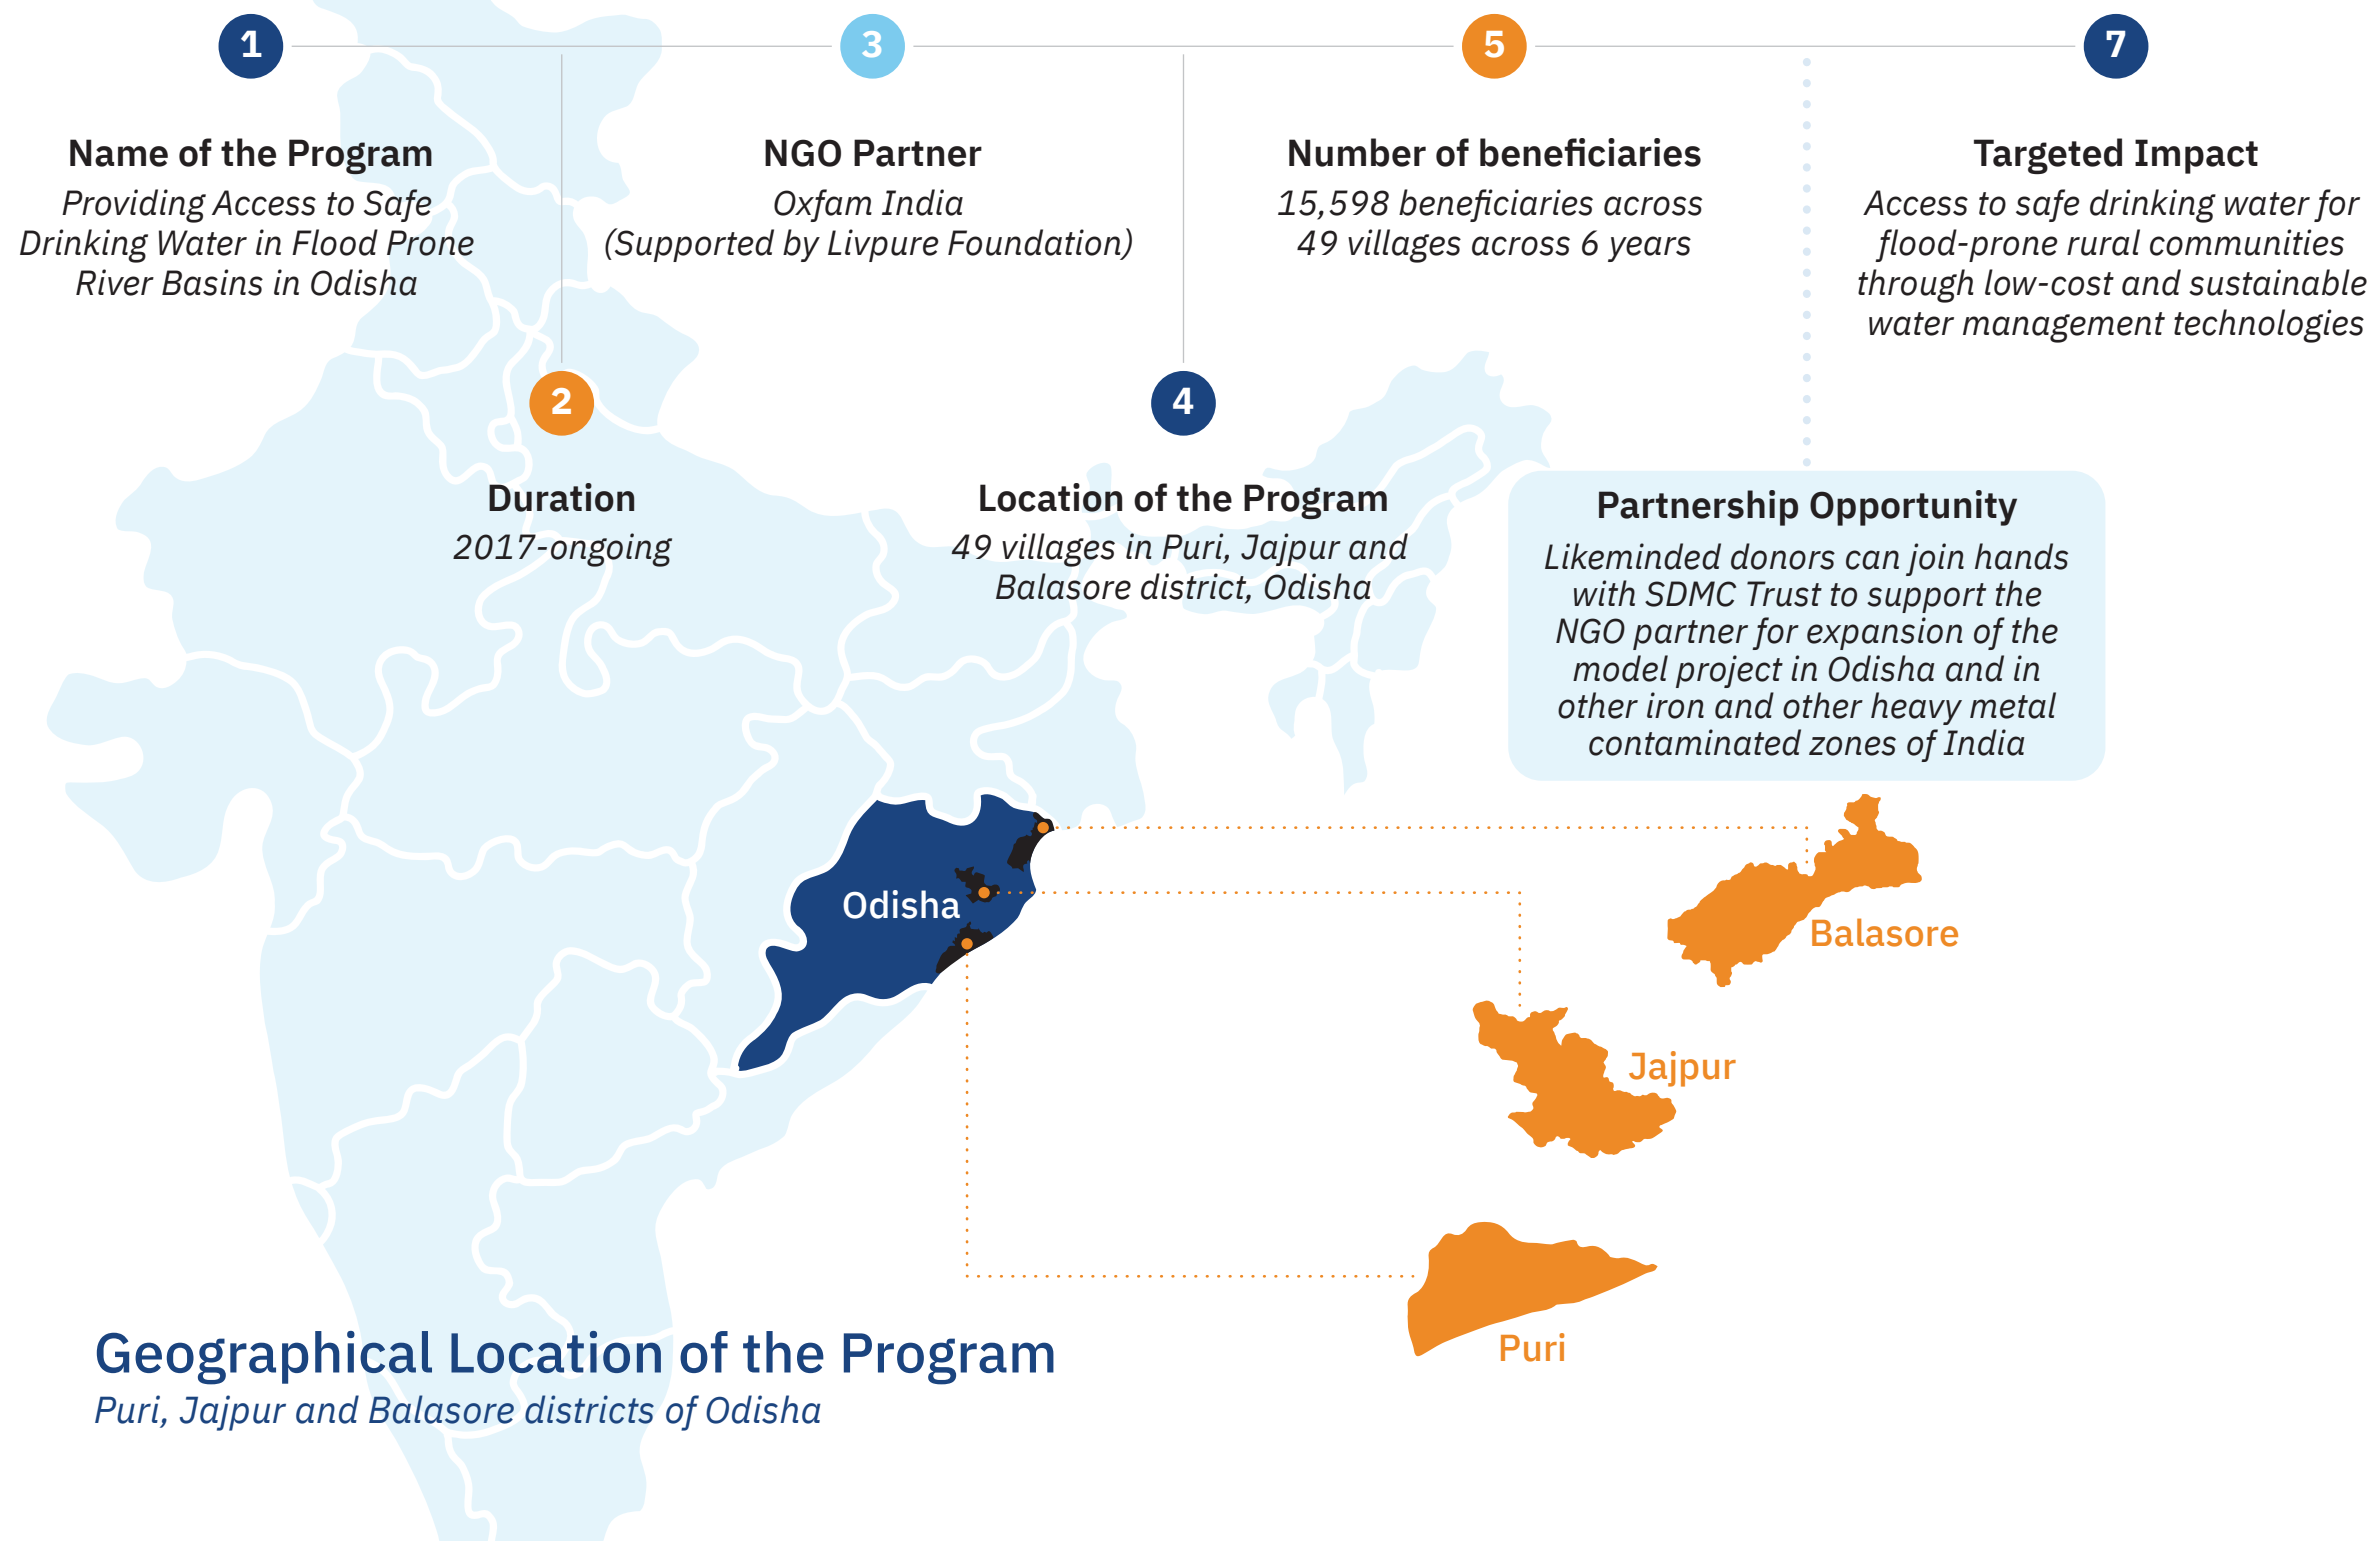 1
Name of the Program
Providing Access to Safe
Drinking Water in Flood Prone
River Basins in Odisha
2
Duration
2017-ongoing
3
NGO Partner
Oxfam India
(Supported by Livpure Foundation)
4
Location of the Program
49 villages in Puri, Jajpur and
Balasore district, Odisha
5
Number of beneficiaries
15,598 beneficiaries across
49 villages across 6 years
Partnership Opportunity
Likeminded donors can join hands
with SDMC Trust to support the
NGO partner for expansion of the
model project in Odisha and in
other iron and other heavy metal
contaminated zones of India
7
Targeted Impact
Access to safe drinking water for
flood-prone rural communities
through low-cost and sustainable
water management technologies
Odisha
Balasore
Jajpur
Puri
Geographical Location of the Program
Puri, Jajpur and Balasore districts of Odisha